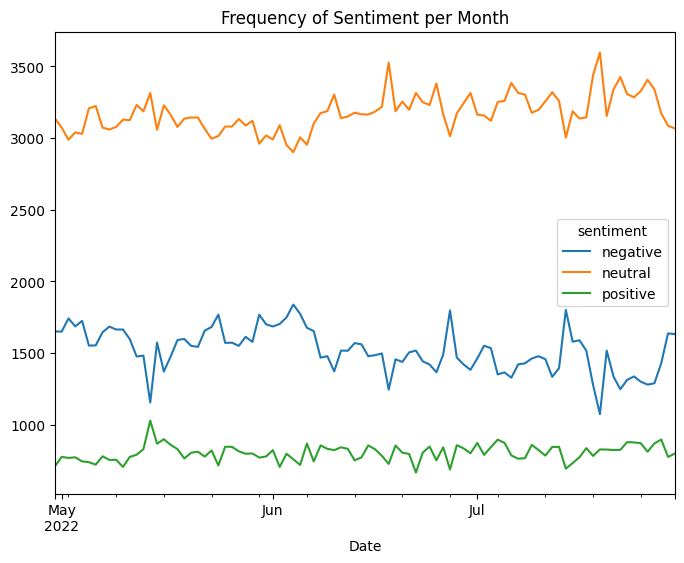 Frequency of Sentiment per Month
3500
3000
2500
2000
1500
1000
sentiment
negative
neutral
positive
May
2022
Jun
Jul
Date